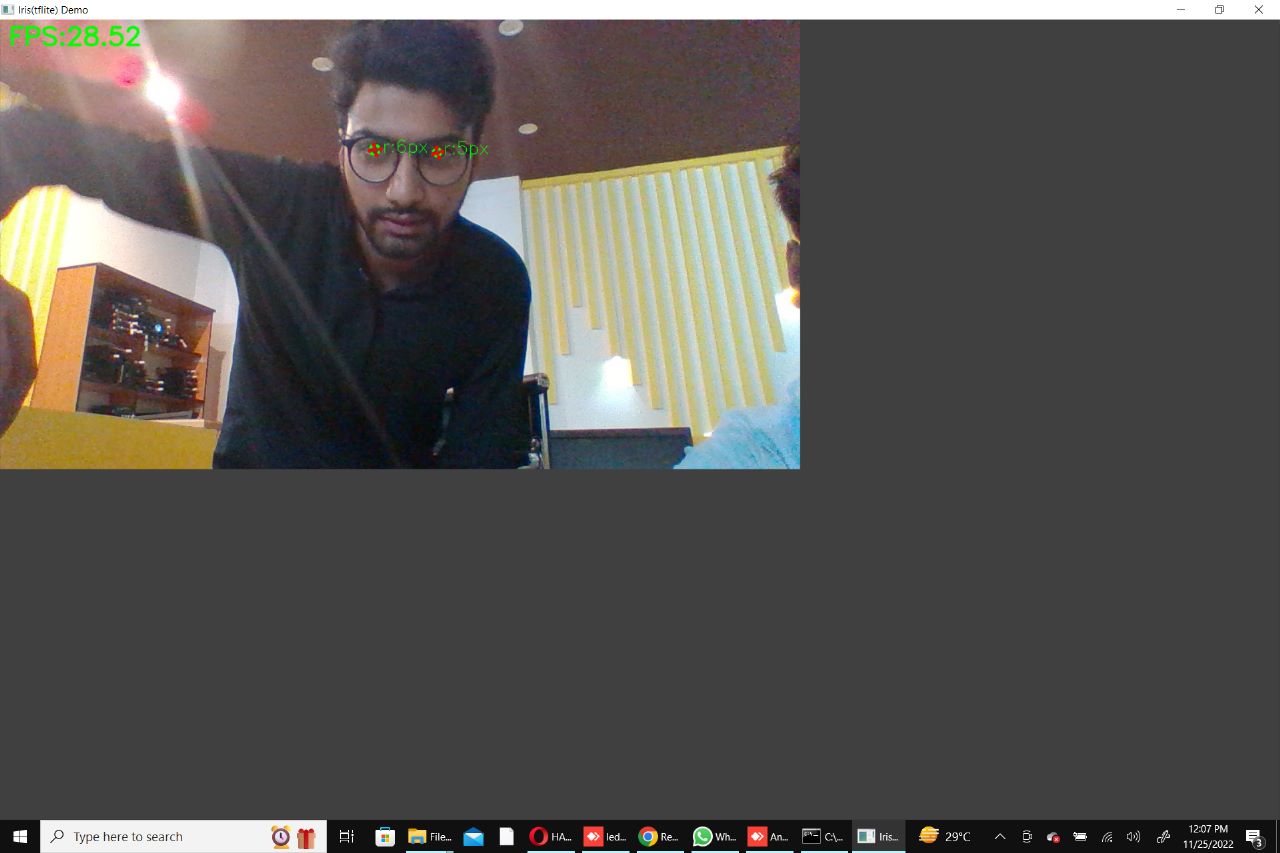 Iris(tflite) Demo
FPS:28.52
r:6px r:5px
Type here to search
File...
HA...
led...
Re...
Wh...
An...
C:\...
Iris...
29°C
12:07 PM
11/25/2022
3